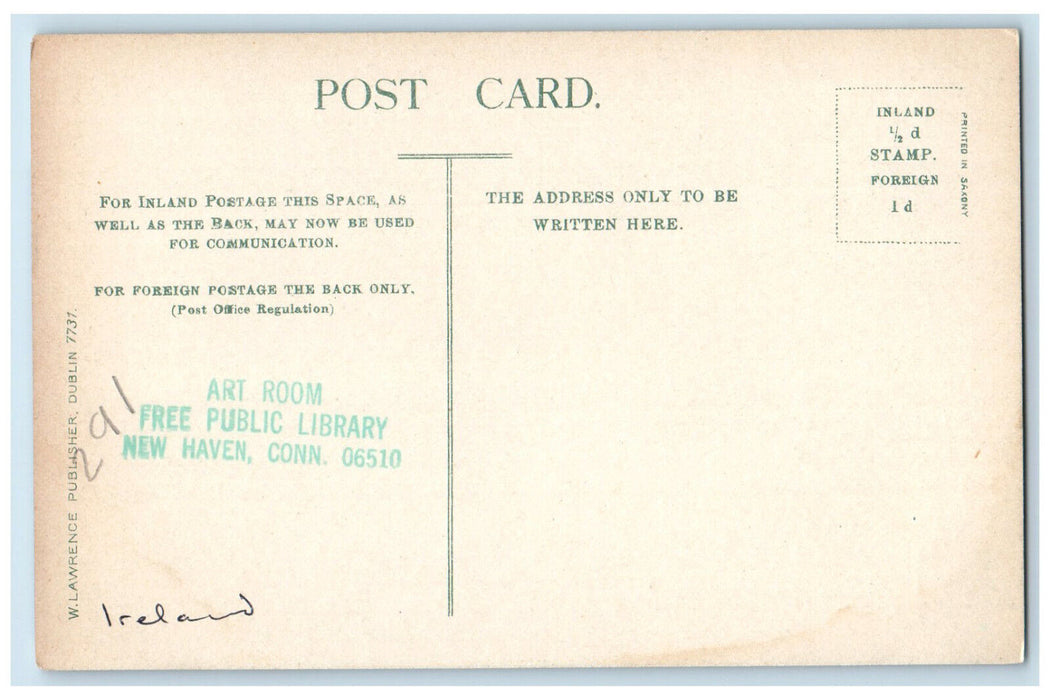 POST CARD.
INLAND
½ d
STAMP.
FOREIGN
1 d
PRINTED IN SAXONY
FOR INLAND POSTAGE THIS SPACE, AS
WELL AS THE BACK, MAY NOW BE USED
FOR COMMUNICATION.
FOR FOREIGN POSTAGE THE BACK ONLY.
(Post Office Regulation)
THE ADDRESS ONLY TO BE
WRITTEN HERE.
W. LAWRENCE PUBLISHER, DUBLIN 7731.
291
ART ROOM
FREE PUBLIC LIBRARY
NEW HAVEN, CONN. 06510
Ireland